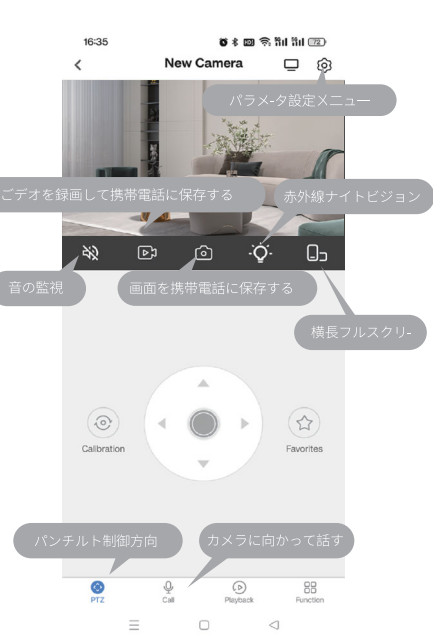 16:35
72
New Camera
パラメ-タ設定メニュー
ごデオを録画して携帯電話に保存する
赤外線ナイトビジョン
音の監視
画面を携帯電話に保存する
横長フルスクリ-
Calibration
Favorites
パンチルト制御方向
カメラに向かって話す
PTZ
Call
Playback
Function